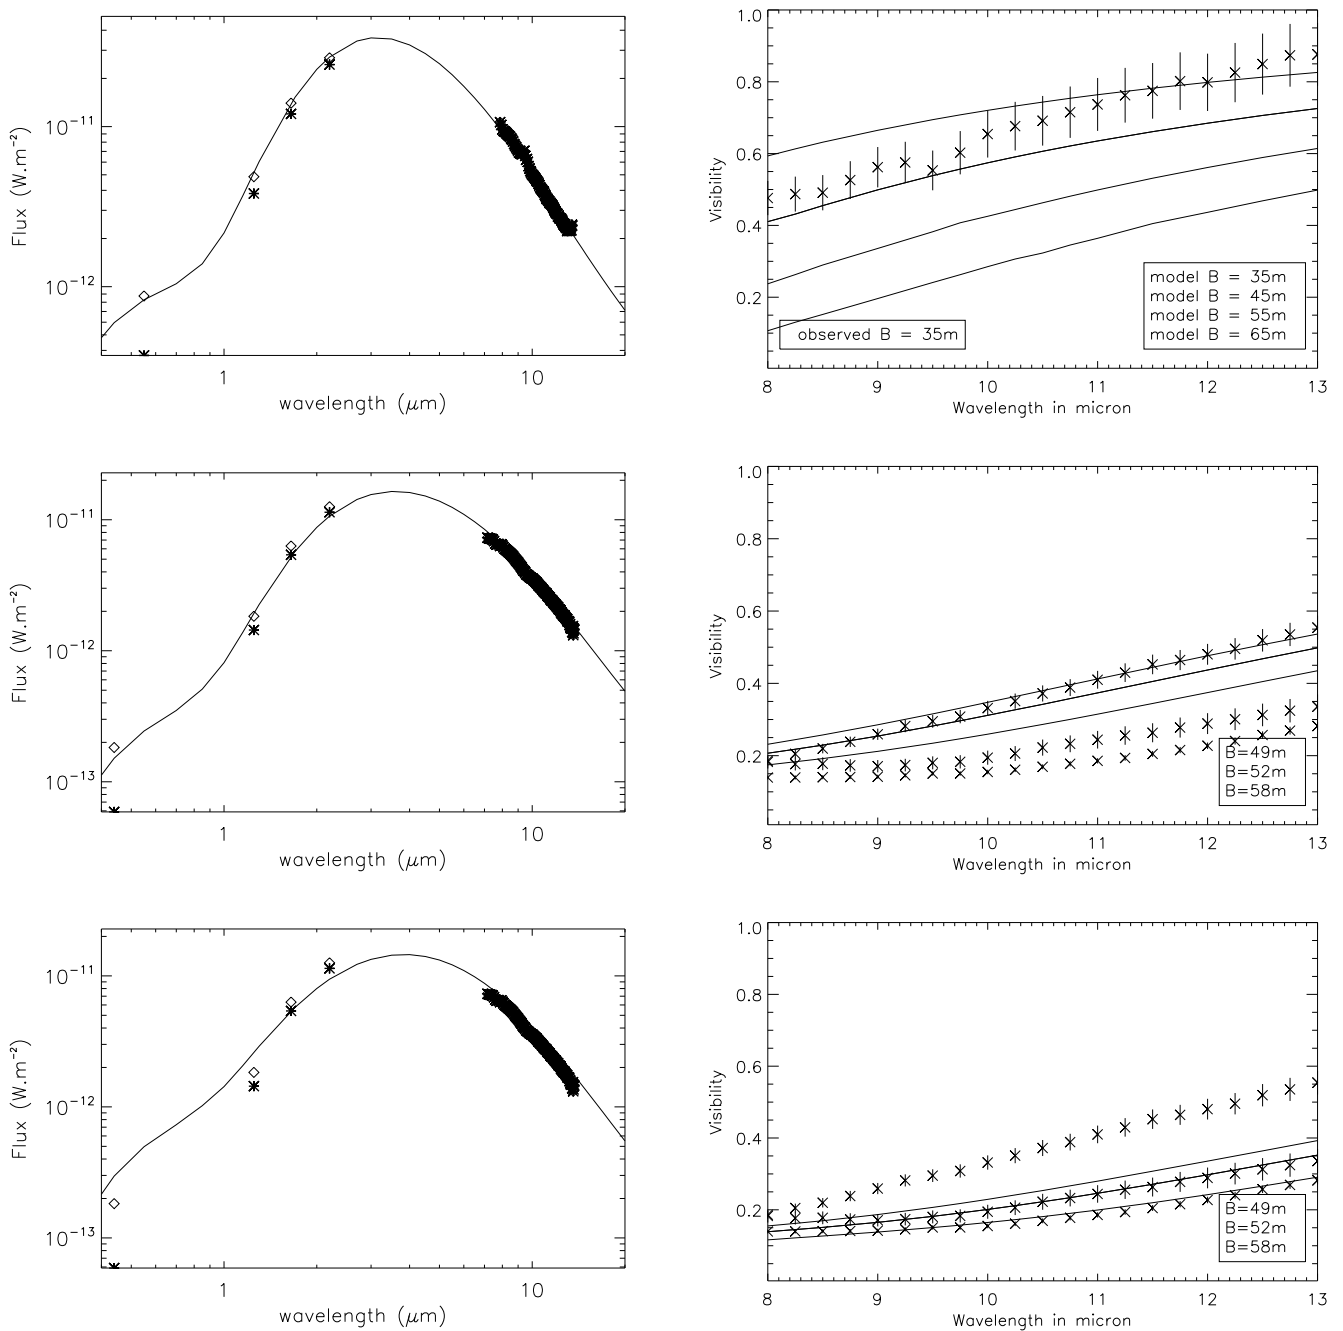 Flux (W.m⁻²)
10⁻¹¹
10⁻¹²
1
10
wavelength (μm)
Visibility
1.0
0.8
0.6
0.4
0.2
observed B = 35m
model B = 35m
model B = 45m
model B = 55m
model B = 65m
8
9
10
11
12
13
Wavelength in micron
Flux (W.m⁻²)
10⁻¹¹
10⁻¹²
10⁻¹³
1
10
wavelength (μm)
Visibility
1.0
0.8
0.6
0.4
0.2
B=49m
B=52m
B=58m
8
9
10
11
12
13
Wavelength in micron
Flux (W.m⁻²)
10⁻¹¹
10⁻¹²
10⁻¹³
1
10
wavelength (μm)
Visibility
1.0
0.8
0.6
0.4
0.2
B=49m
B=52m
B=58m
8
9
10
11
12
13
Wavelength in micron